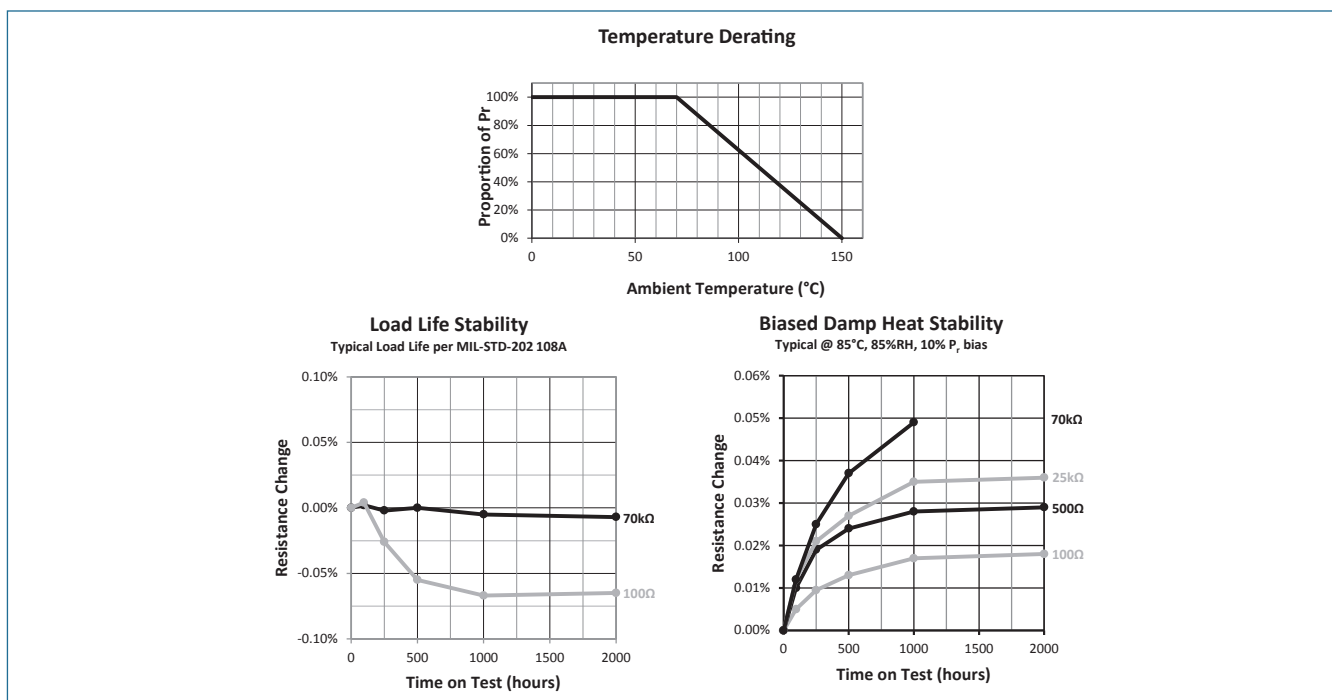 Temperature Derating
Proportion of Pr
100%
80%
60%
40%
20%
0%
0 50 100 150
Ambient Temperature (°C)
Load Life Stability
Typical Load Life per MIL-STD-202 108A
Resistance Change
0.10%
0.05%
0.00%
-0.05%
-0.10%
70kΩ
100Ω
0 500 1000 1500 2000
Time on Test (hours)
Biased Damp Heat Stability
Typical @ 85°C, 85%RH, 10% Pr bias
Resistance Change
0.06%
0.05%
0.04%
0.03%
0.02%
0.01%
0.00%
70kΩ
25kΩ
500Ω
100Ω
0 500 1000 1500 2000
Time on Test (hours)